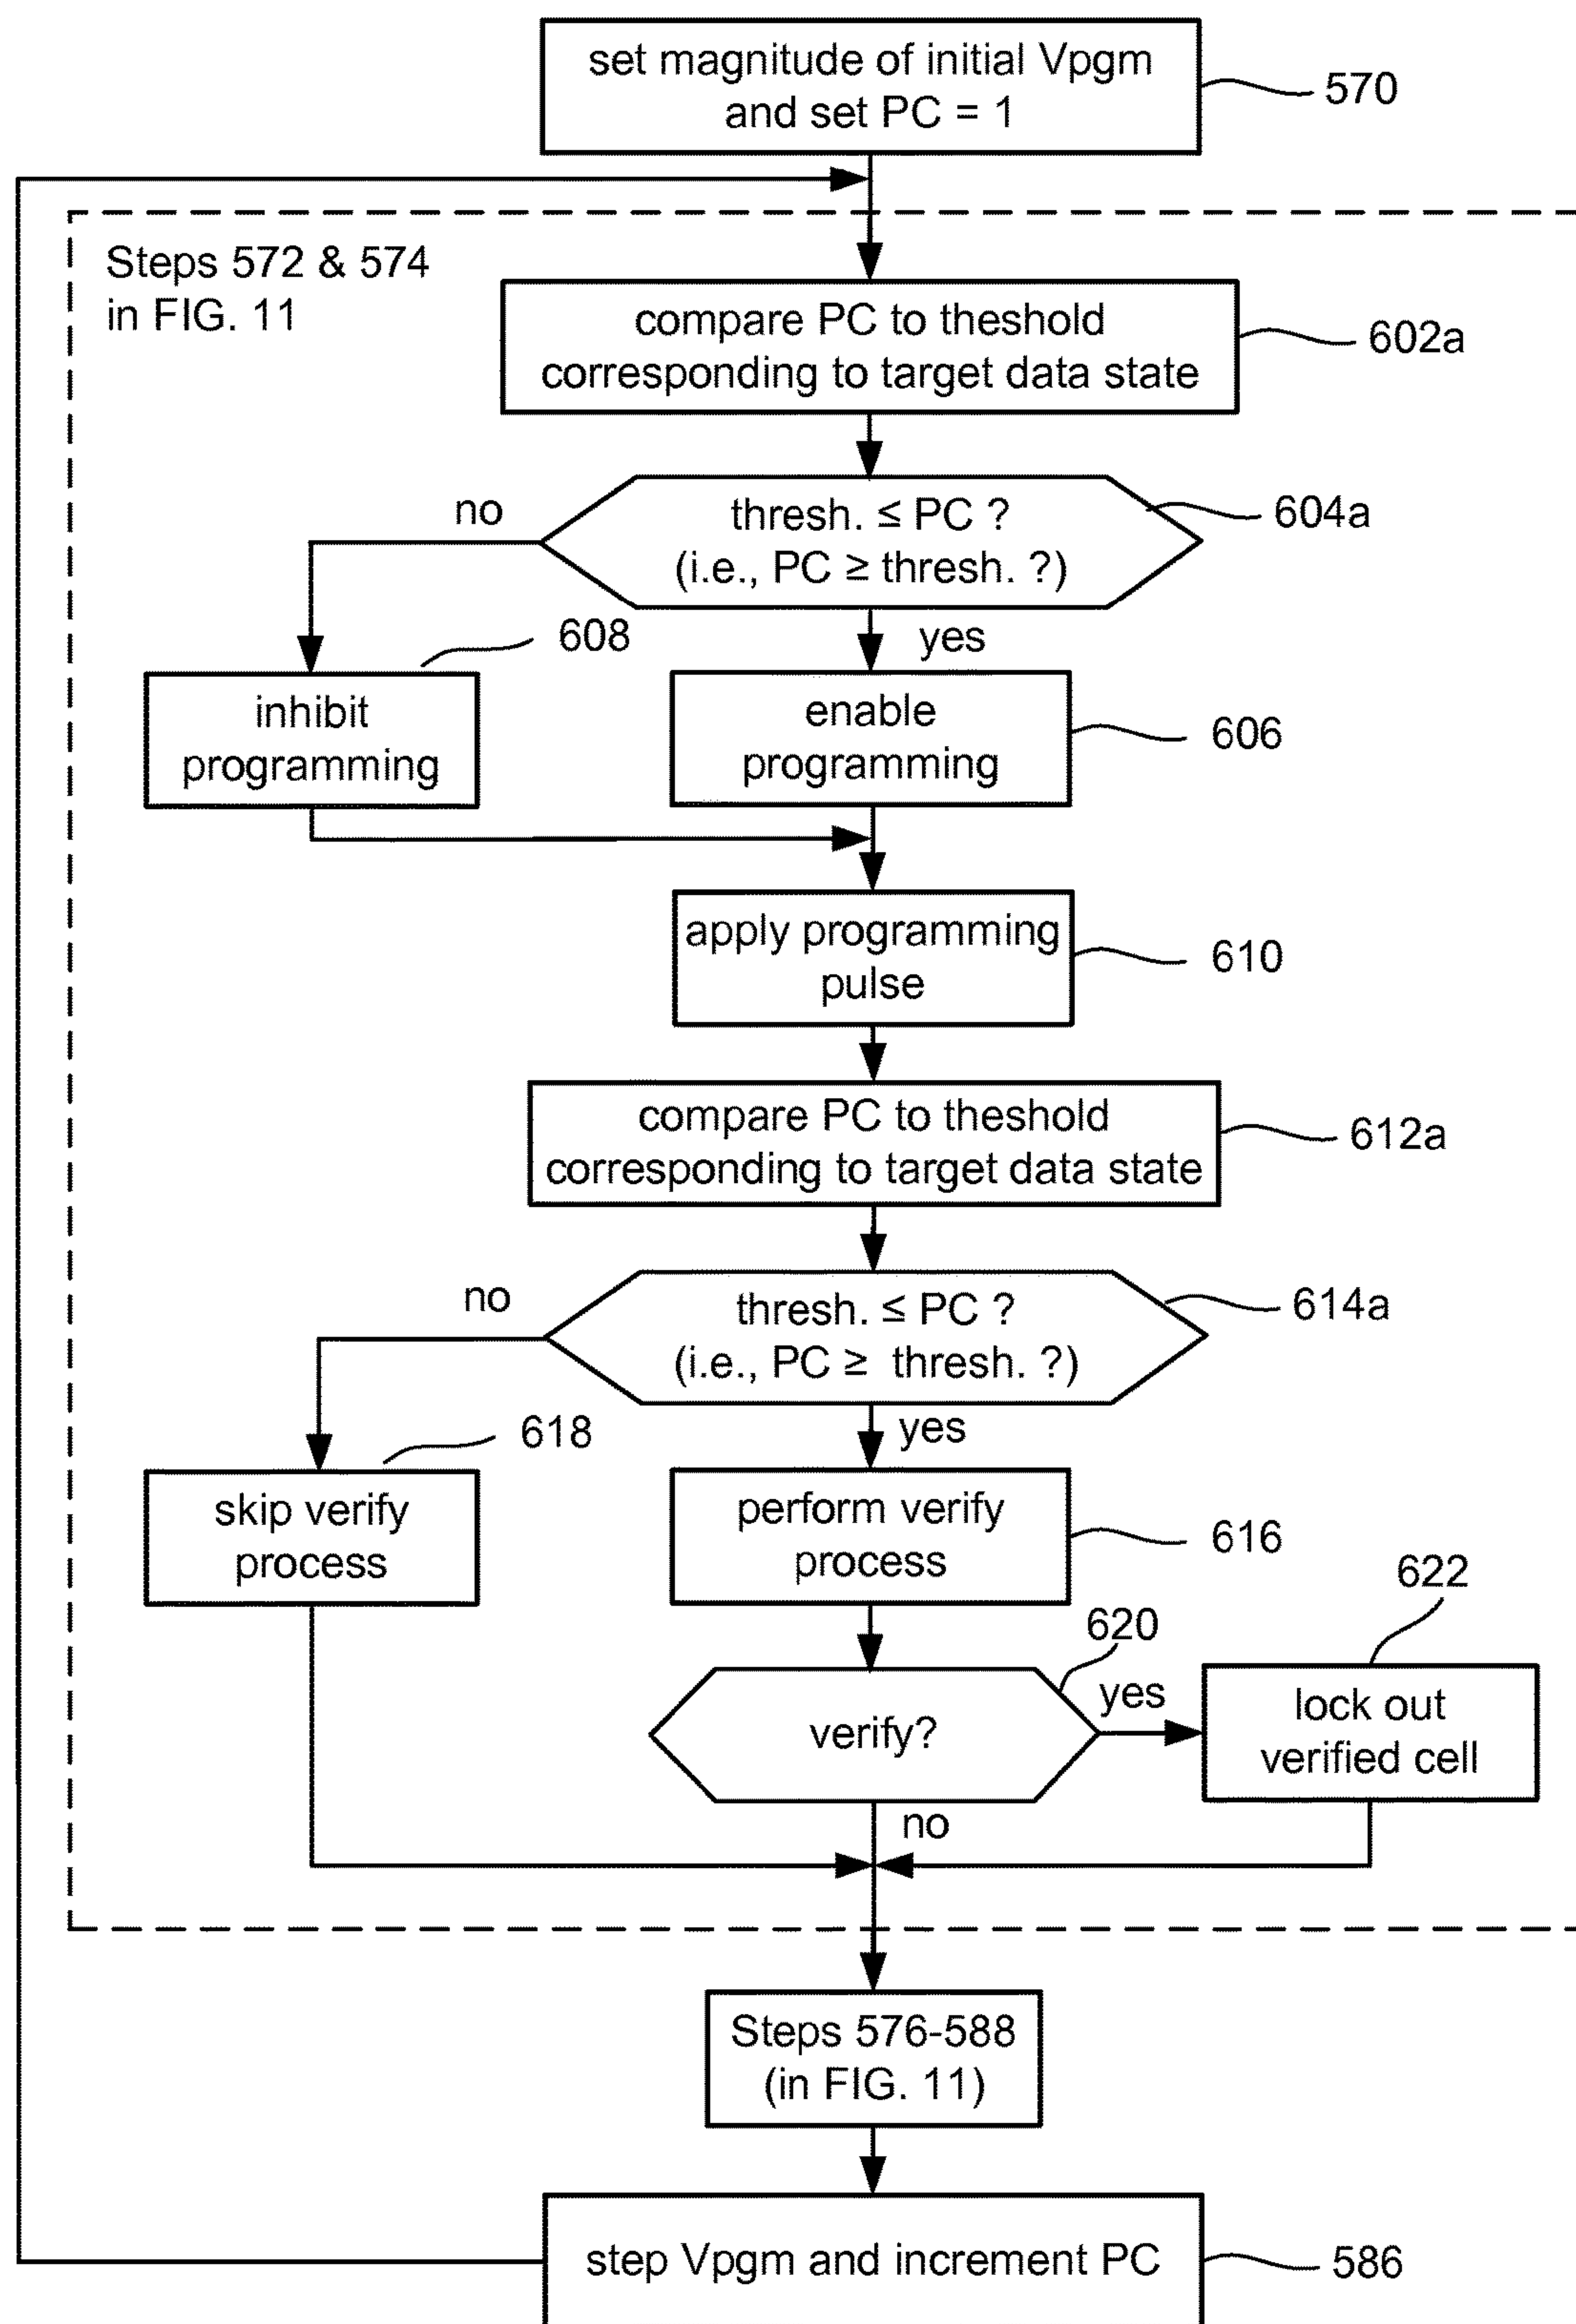 set magnitude of initial Vpgm
and set PC = 1
570
Steps 572 & 574
in FIG. 11
compare PC to theshold
corresponding to target data state
602a
no
thresh. ≤ PC ?
(i.e., PC ≥ thresh. ?)
604a
yes
608
inhibit
programming
enable
programming
606
apply programming
pulse
610
compare PC to theshold
corresponding to target data state
612a
no
thresh. ≤ PC ?
(i.e., PC ≥ thresh. ?)
614a
yes
618
skip verify
process
perform verify
process
616
620
622
verify?
yes
lock out
verified cell
no
Steps 576-588
(in FIG. 11)
step Vpgm and increment PC
586